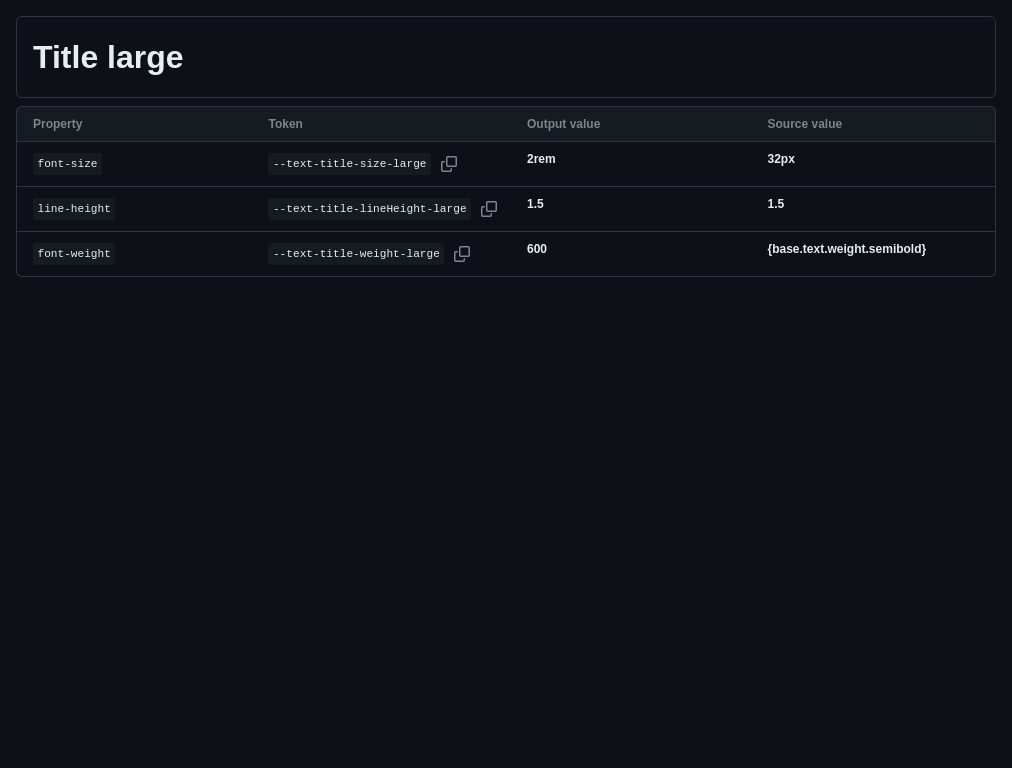 Title large
Property Token Output value Source value
font-size --text-title-size-large 2rem 32px
line-height --text-title-lineHeight-large 1.5 1.5
font-weight --text-title-weight-large 600 {base.text.weight.semibold}